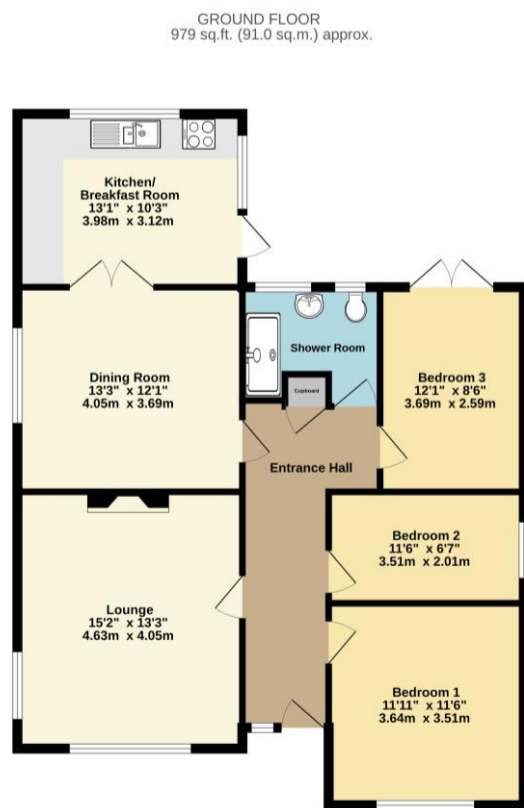 GROUND FLOOR
979 sq.ft. (91.0 sq.m.) approx.
Kitchen/
Breakfast Room
13'1" x 10'3"
3.98m x 3.12m
Dining Room
13'3" x 12'1"
4.05m x 3.69m
Shower Room
Cupboard
Bedroom 3
12'1" x 8'6"
3.69m x 2.59m
Entrance Hall
Bedroom 2
11'6" x 6'7"
3.51m x 2.01m
Lounge
15'2" x 13'3"
4.63m x 4.05m
Bedroom 1
11'11" x 11'6"
3.64m x 3.51m